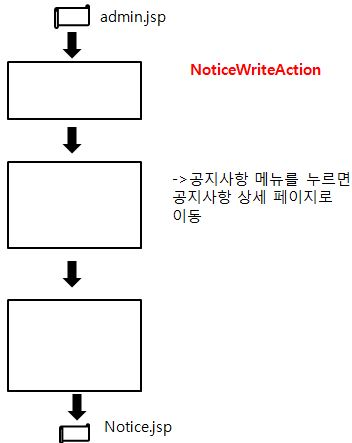 admin.jsp
NoticeWriteAction
->공지사항 메뉴를 누르면
공지사항 상세 페이지로
이동
Notice.jsp